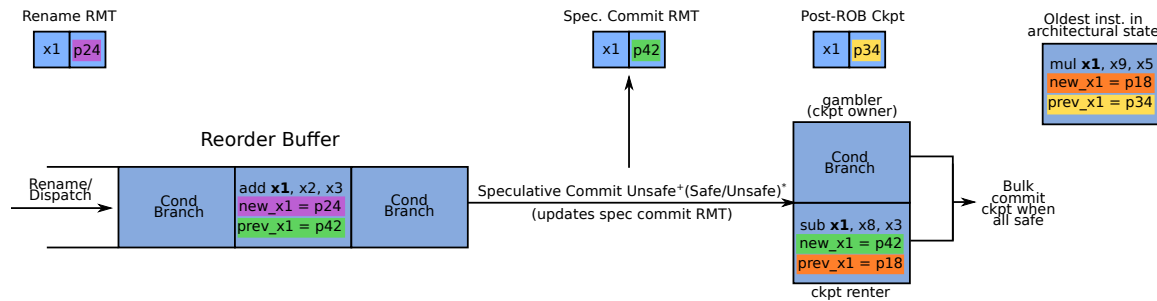 Rename RMT
x1 p24
Spec. Commit RMT
x1 p42
Post-ROB Ckpt
x1 p34
Oldest inst. in
architectural state
mul x1, x9, x5
new_x1 = p18
prev_x1 = p34
Reorder Buffer
Rename/
Dispatch
Cond
Branch
add x1, x2, x3
new_x1 = p24
prev_x1 = p42
Cond
Branch
Speculative Commit Unsafe⁺(Safe/Unsafe)*
(updates spec commit RMT)
gambler
(ckpt owner)
Cond
Branch
sub x1, x8, x3
new_x1 = p42
prev_x1 = p18
ckpt renter
Bulk
commit
ckpt when
all safe